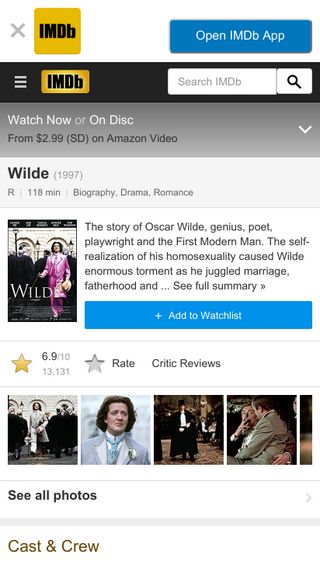 IMDb
Open IMDb App
IMDb
Search IMDb
Watch Now or On Disc
From $2.99 (SD) on Amazon Video
Wilde (1997)
R | 118 min | Biography, Drama, Romance
WILDE
The story of Oscar Wilde, genius, poet,
playwright and the First Modern Man. The self-
realization of his homosexuality caused Wilde
enormous torment as he juggled marriage,
fatherhood and ... See full summary »
+ Add to Watchlist
6.9/10
13,131
Rate
Critic Reviews
See all photos
Cast & Crew